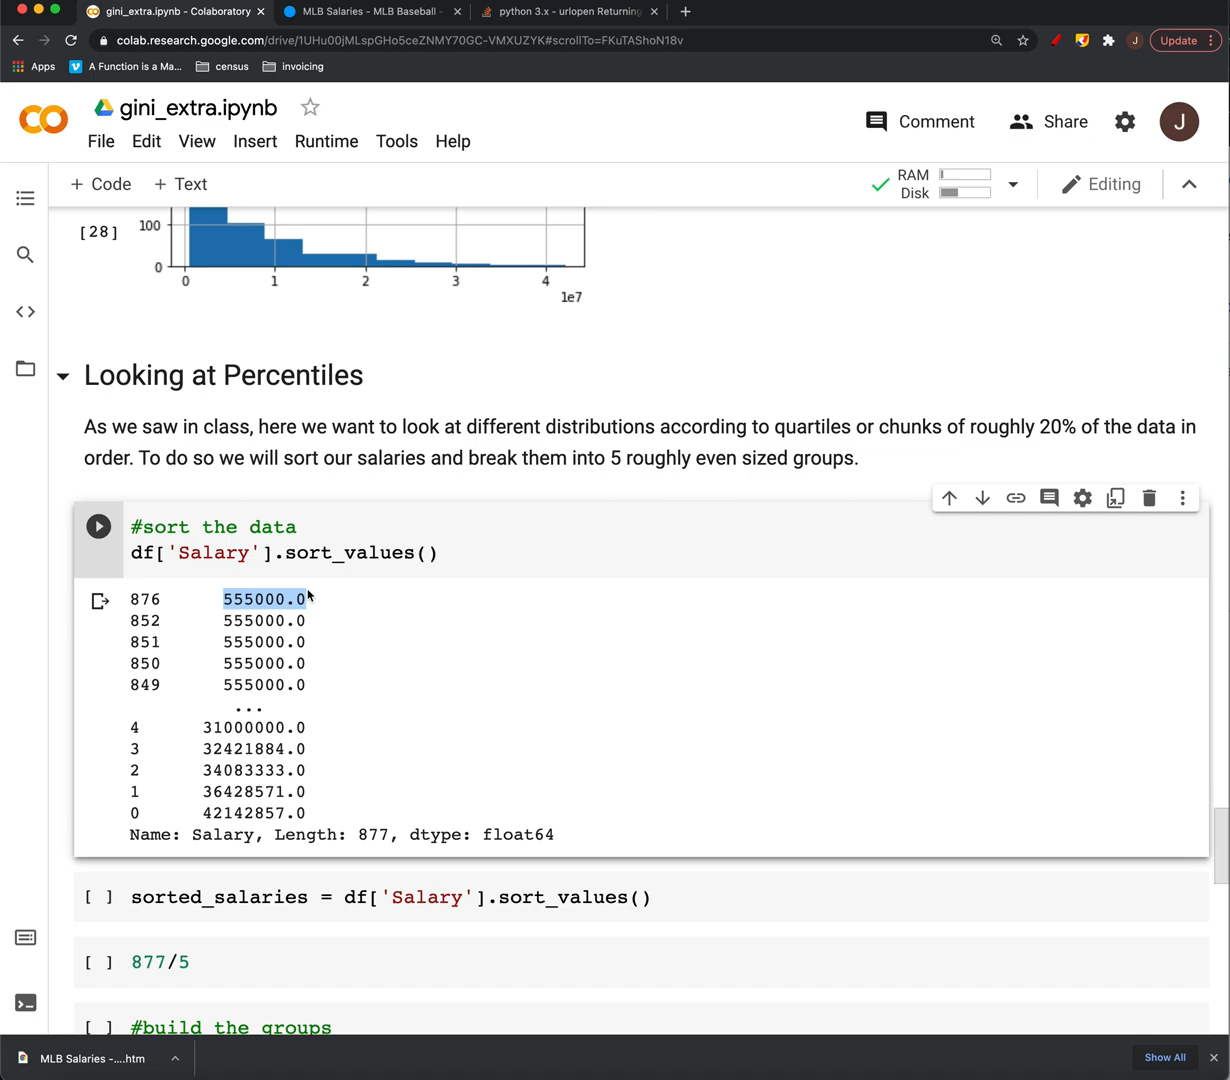 gini_extra.ipynb - Colaboratory
MLB Salaries - MLB Baseball -
python 3.x - urlopen Returning
colab.research.google.com/drive/1UHu00jMLspGHo5ceZNMY70GC-VMXUZYK#scrollTo=FKuTAShoN18v
J
Update
Apps
A Function is a Ma...
census
invoicing
gini_extra.ipynb
File Edit View Insert Runtime Tools Help
Comment
Share
J
+ Code + Text
RAM
Disk
Editing
[28]
100
0
0 1 2 3 4
1e7
Looking at Percentiles
As we saw in class, here we want to look at different distributions according to quartiles or chunks of roughly 20% of the data in
order. To do so we will sort our salaries and break them into 5 roughly even sized groups.
#sort the data
df['Salary'].sort_values()
876 555000.0
852 555000.0
851 555000.0
850 555000.0
849 555000.0
...
4 31000000.0
3 32421884.0
2 34083333.0
1 36428571.0
0 42142857.0
Name: Salary, Length: 877, dtype: float64
[ ] sorted_salaries = df['Salary'].sort_values()
[ ] 877/5
[ ] #build the groups
MLB Salaries -....htm
Show All